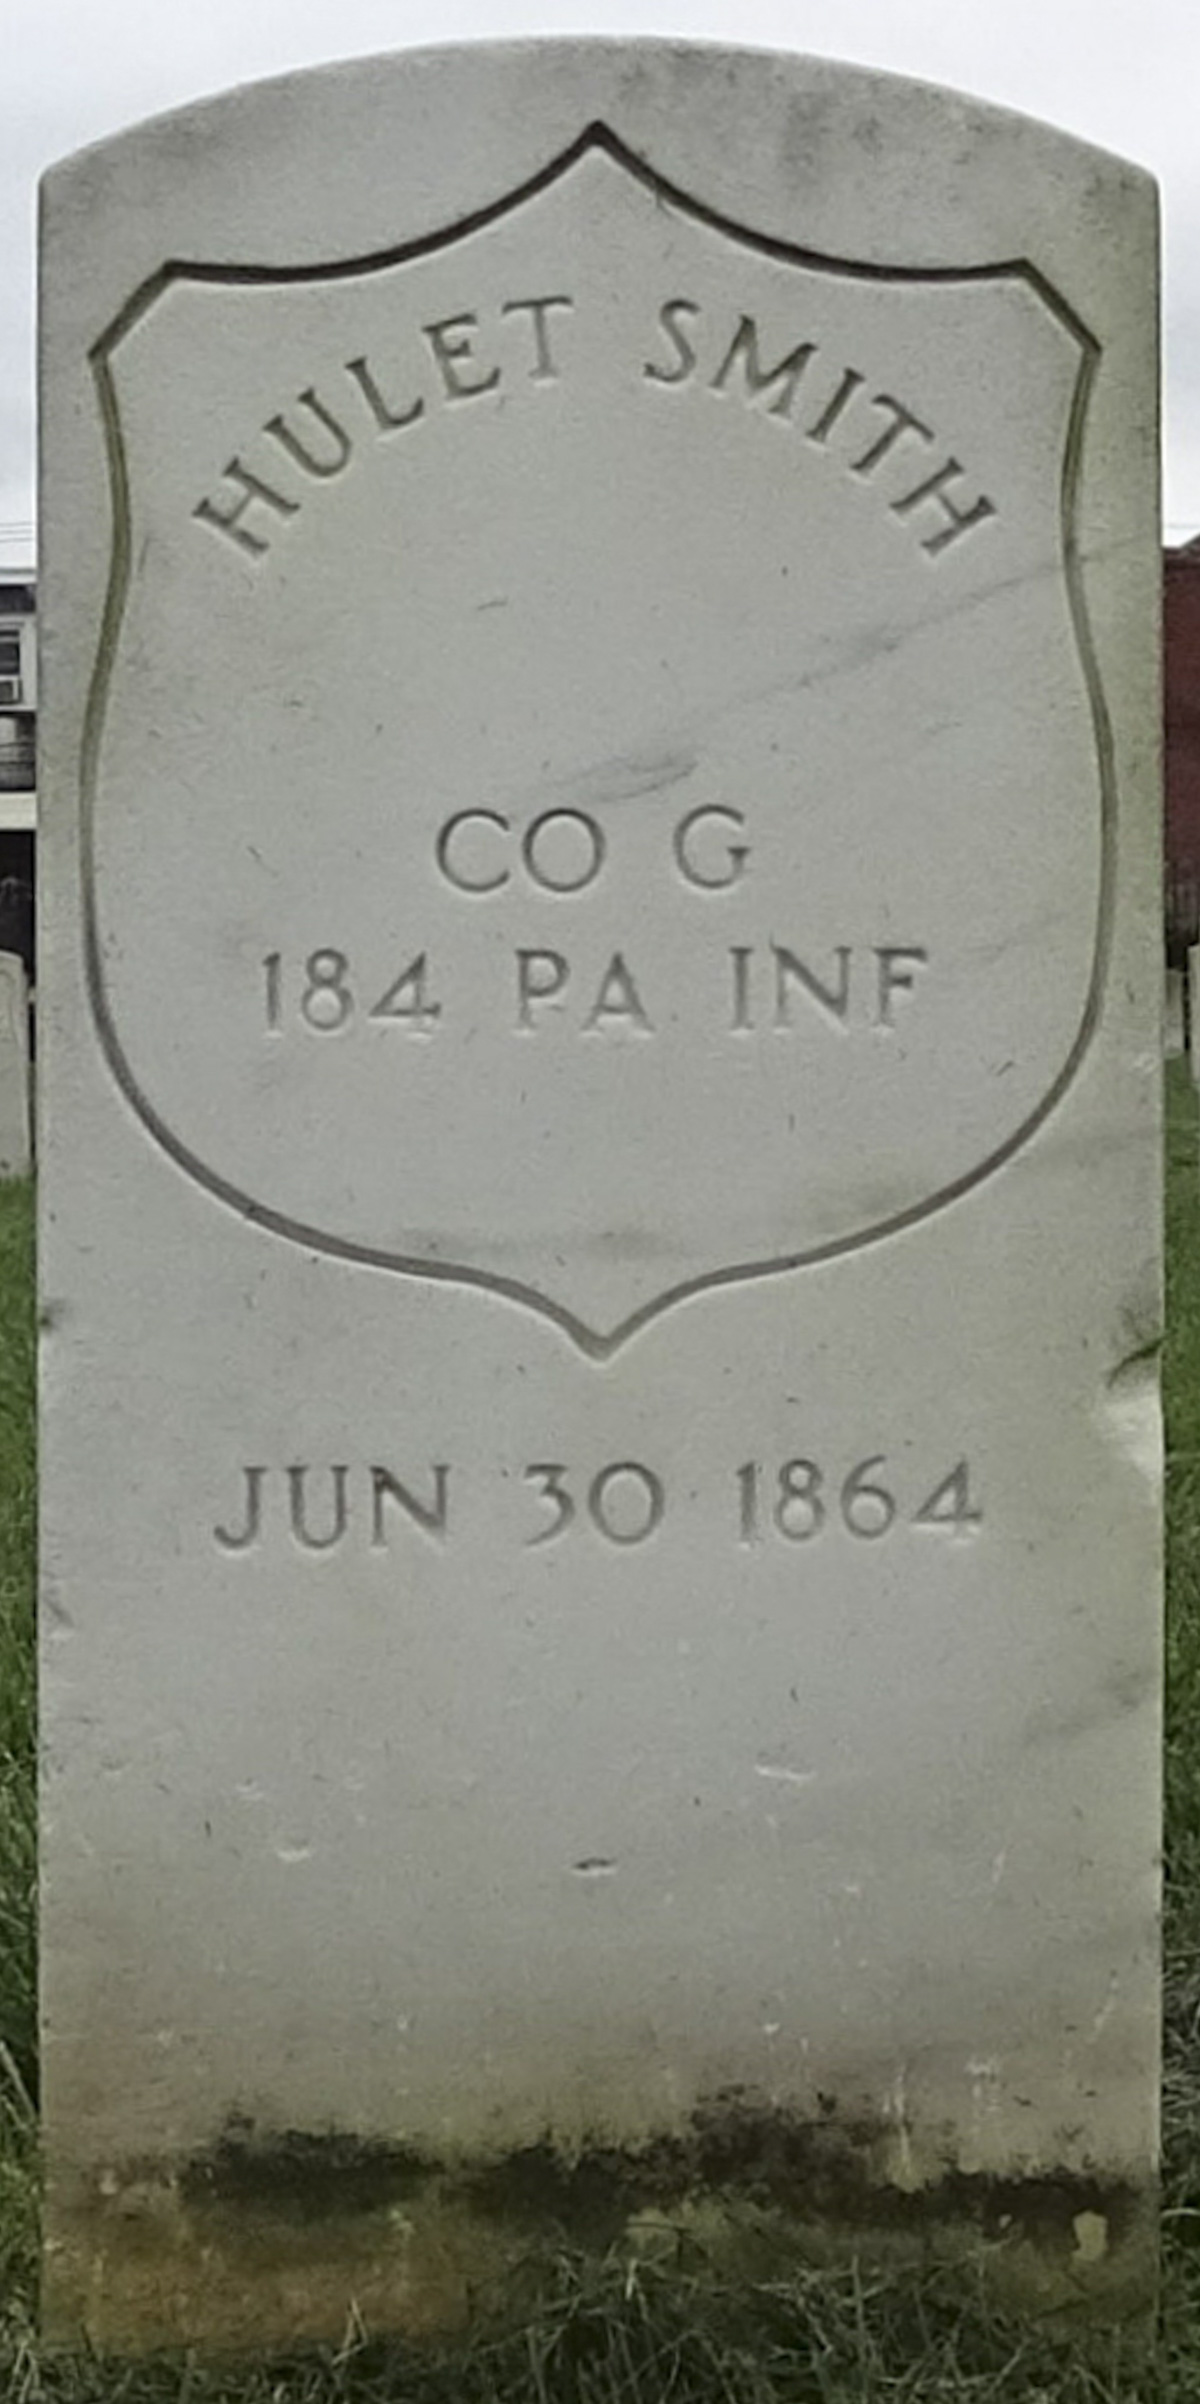 HULET SMITH
CO G
184 PA INF
JUN 30 1864